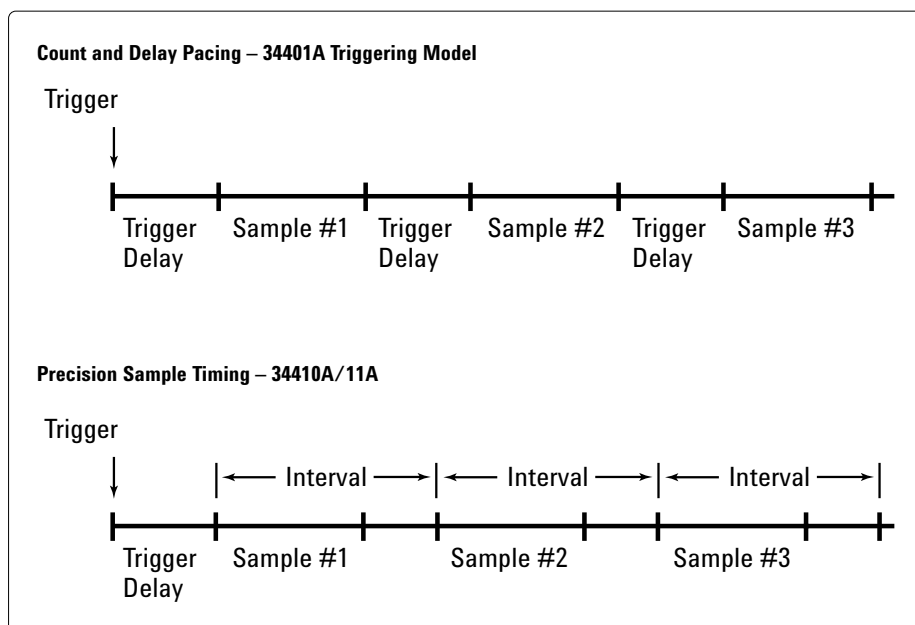 Count and Delay Pacing – 34401A Triggering Model
Trigger
Trigger Delay Sample #1 Trigger Delay Sample #2 Trigger Delay Sample #3
Precision Sample Timing – 34410A/11A
Trigger
Interval Interval Interval
Trigger Delay Sample #1 Sample #2 Sample #3